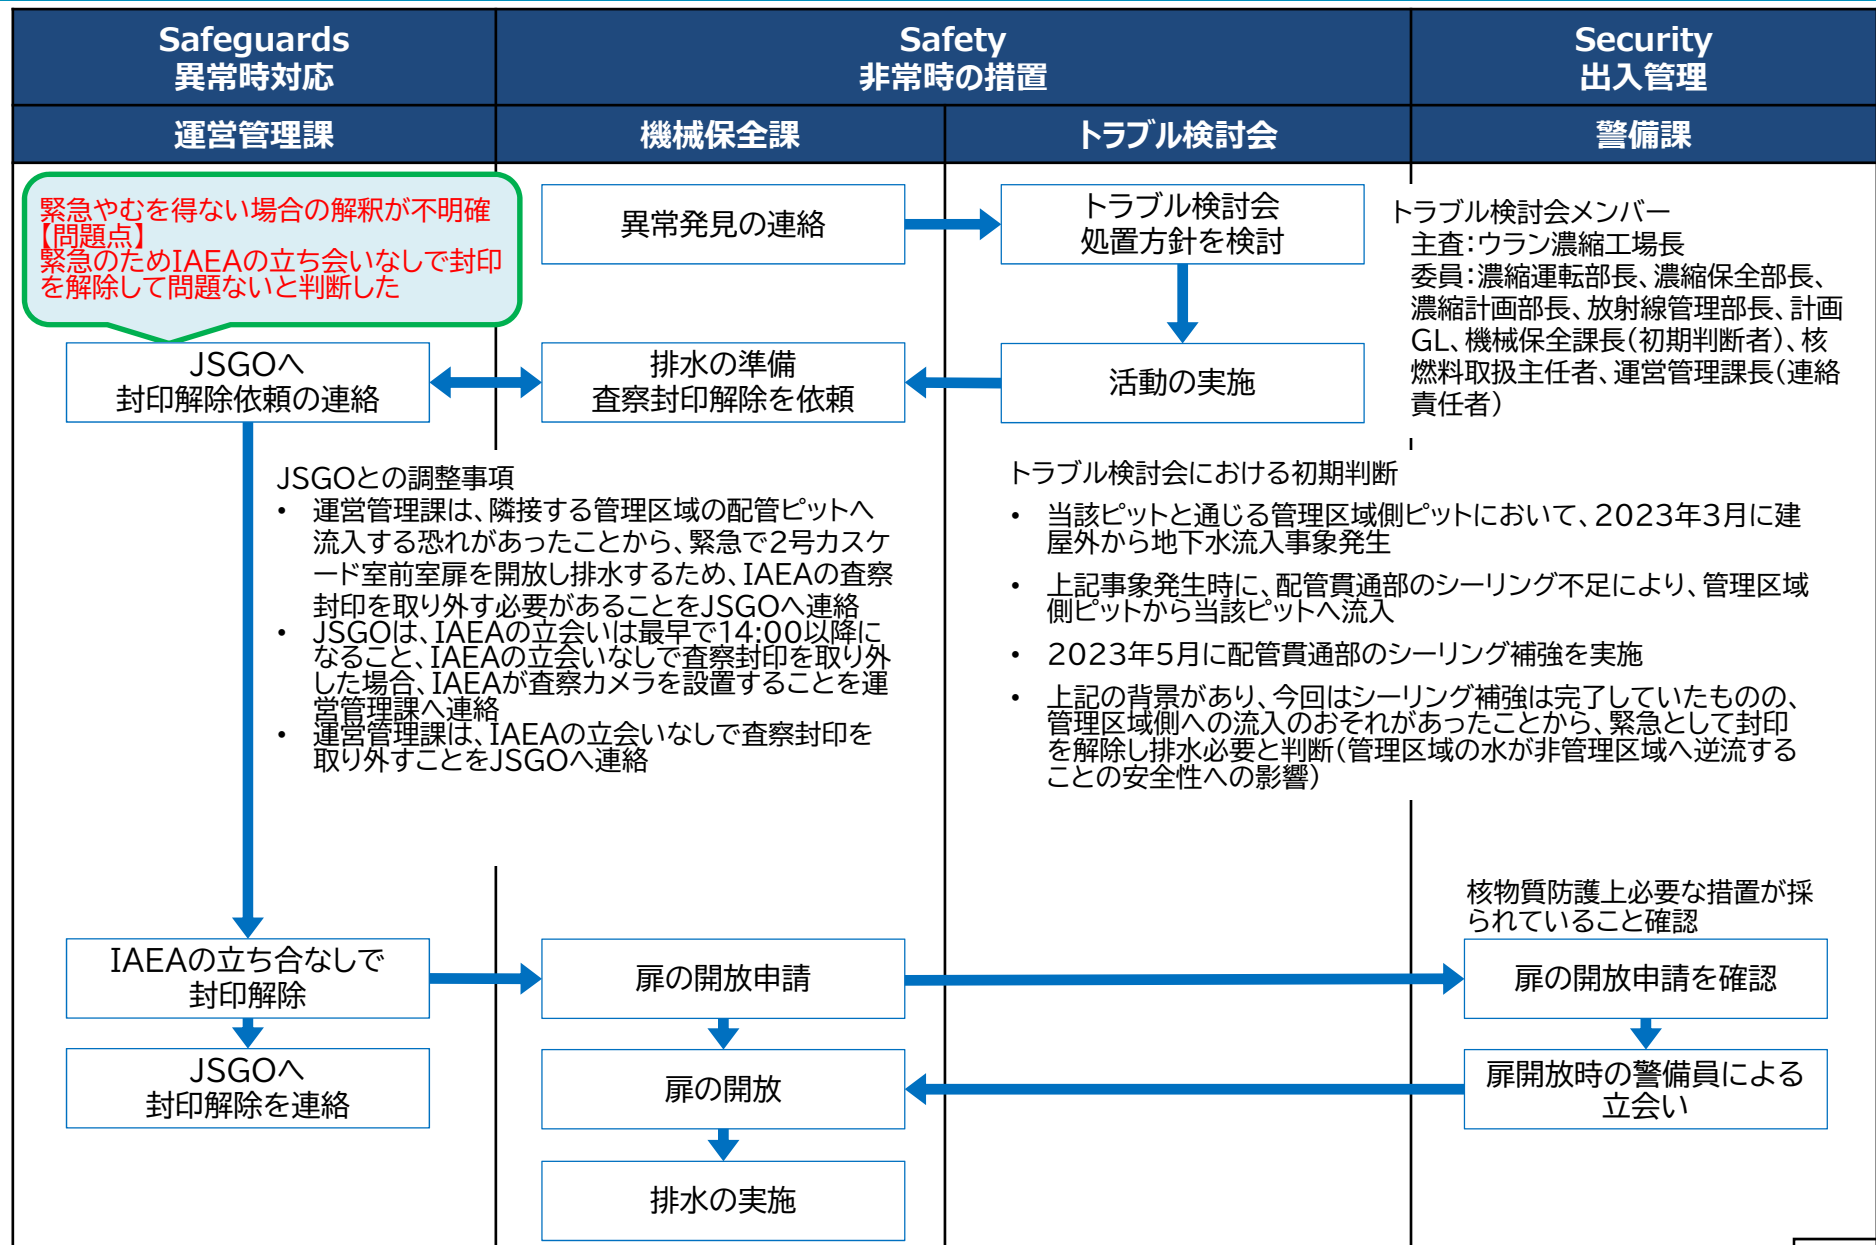 Safeguards
異常時対応
Safety
非常時の措置
Security
出入管理
運営管理課
機械保全課
トラブル検討会
警備課
緊急やむを得ない場合の解釈が不明確
【問題点】
緊急のためIAEAの立ち会いなしで封印
を解除して問題ないと判断した
異常発見の連絡
トラブル検討会
処置方針を検討
トラブル検討会メンバー
主査：ウラン濃縮工場長
委員：濃縮運転部長、濃縮保全部長、
濃縮計画部長、放射線管理部長、計画
GL、機械保全課長（初期判断者）、核
燃料取扱主任者、運営管理課長（連絡
責任者）
JSGOへ
封印解除依頼の連絡
排水の準備
査察封印解除を依頼
活動の実施
JSGOとの調整事項
• 運営管理課は、隣接する管理区域の配管ピットへ
流入する恐れがあったことから、緊急で2号カスケ
ード室前室扉を開放し排水するため、IAEAの査察
封印を取り外す必要があることをJSGOへ連絡
• JSGOは、IAEAの立会いは最早で14:00以降に
なること、IAEAの立会いなしで査察封印を取り外
した場合、IAEAが査察カメラを設置することを運
営管理課へ連絡
• 運営管理課は、IAEAの立会いなしで査察封印を
取り外すことをJSGOへ連絡
トラブル検討会における初期判断
• 当該ピットと通じる管理区域側ピットにおいて、2023年3月に建
屋外から地下水流入事象発生
• 上記事象発生時に、配管貫通部のシーリング不足により、管理区域
側ピットから当該ピットへ流入
• 2023年5月に配管貫通部のシーリング補強を実施
• 上記の背景があり、今回はシーリング補強は完了していたものの、
管理区域側への流入のおそれがあったことから、緊急として封印
を解除し排水必要と判断（管理区域の水が非管理区域へ逆流する
ことの安全性への影響）
核物質防護上必要な措置が採
られていること確認
IAEAの立ち合なしで
封印解除
扉の開放申請
扉の開放申請を確認
JSGOへ
封印解除を連絡
扉の開放
扉開放時の警備員による
立会い
排水の実施